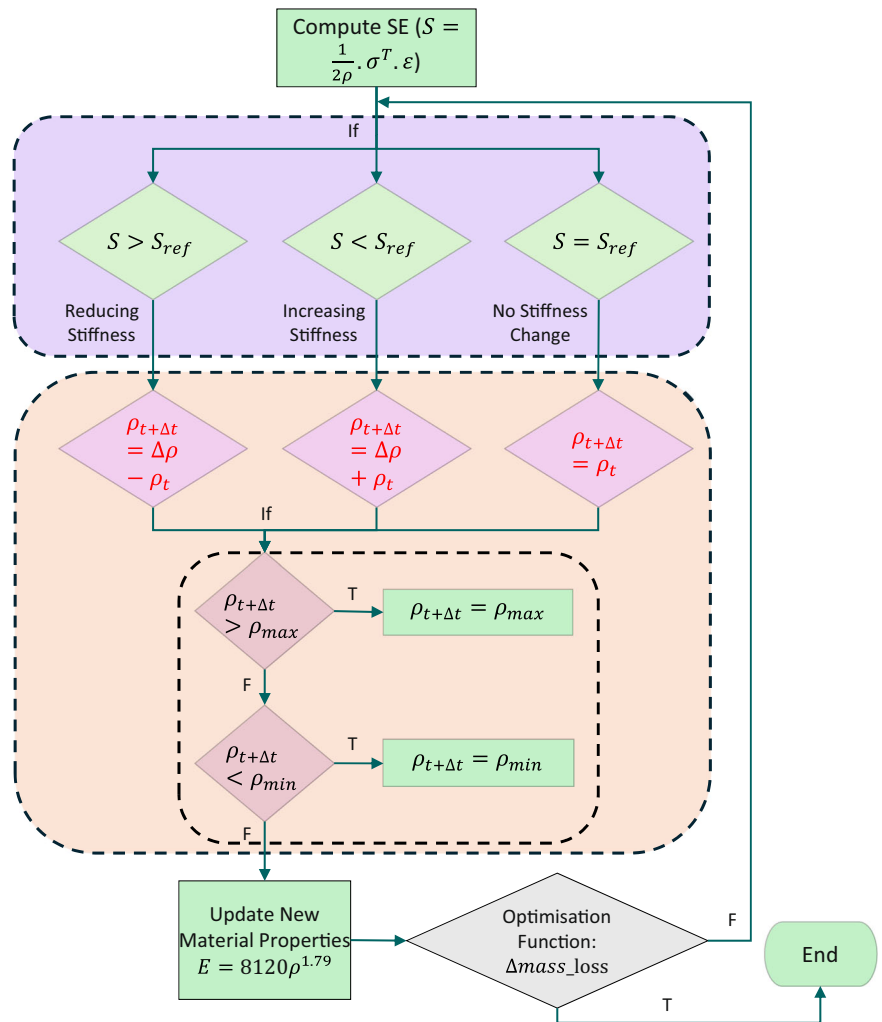 Compute SE (𝑆 =
1/2𝜌 . 𝜎^𝑇 . 𝜀)
If
𝑆 > 𝑆_𝑟𝑒𝑓
𝑆 < 𝑆_𝑟𝑒𝑓
𝑆 = 𝑆_𝑟𝑒𝑓
Reducing
Stiffness
Increasing
Stiffness
No Stiffness
Change
𝜌_𝑡+Δ𝑡
= Δ𝜌
− 𝜌_𝑡
𝜌_𝑡+Δ𝑡
= Δ𝜌
+ 𝜌_𝑡
𝜌_𝑡+Δ𝑡
= 𝜌_𝑡
If
𝜌_𝑡+Δ𝑡
> 𝜌_𝑚𝑎𝑥
T
𝜌_𝑡+Δ𝑡 = 𝜌_𝑚𝑎𝑥
F
𝜌_𝑡+Δ𝑡
< 𝜌_𝑚𝑖𝑛
T
𝜌_𝑡+Δ𝑡 = 𝜌_𝑚𝑖𝑛
F
Update New
Material Properties
𝐸 = 8120𝜌^1.79
Optimisation
Function:
Δ𝑚𝑎𝑠𝑠_loss
F
T
End